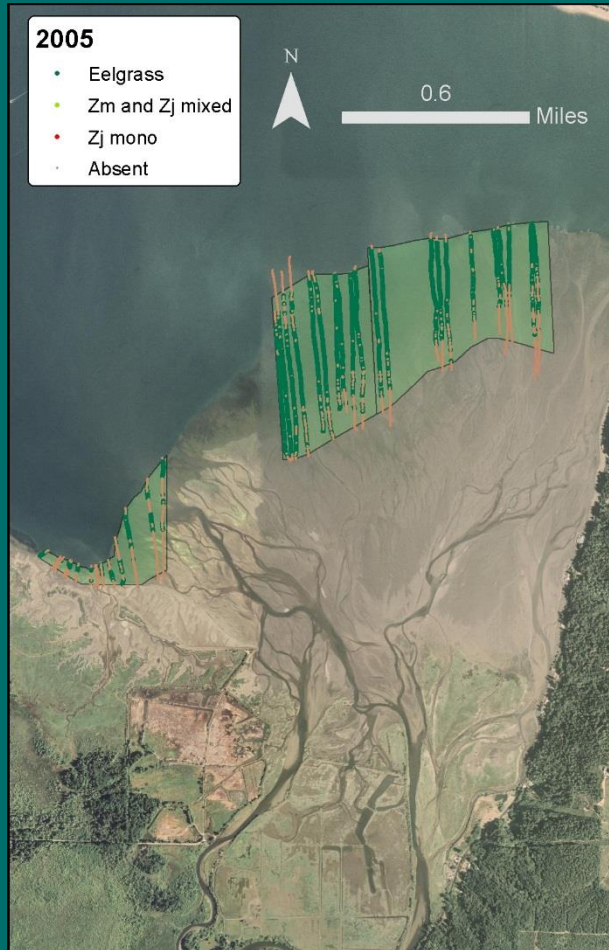 2005
Eelgrass
Zm and Zj mixed
Zj mono
Absent
N
0.6
Miles